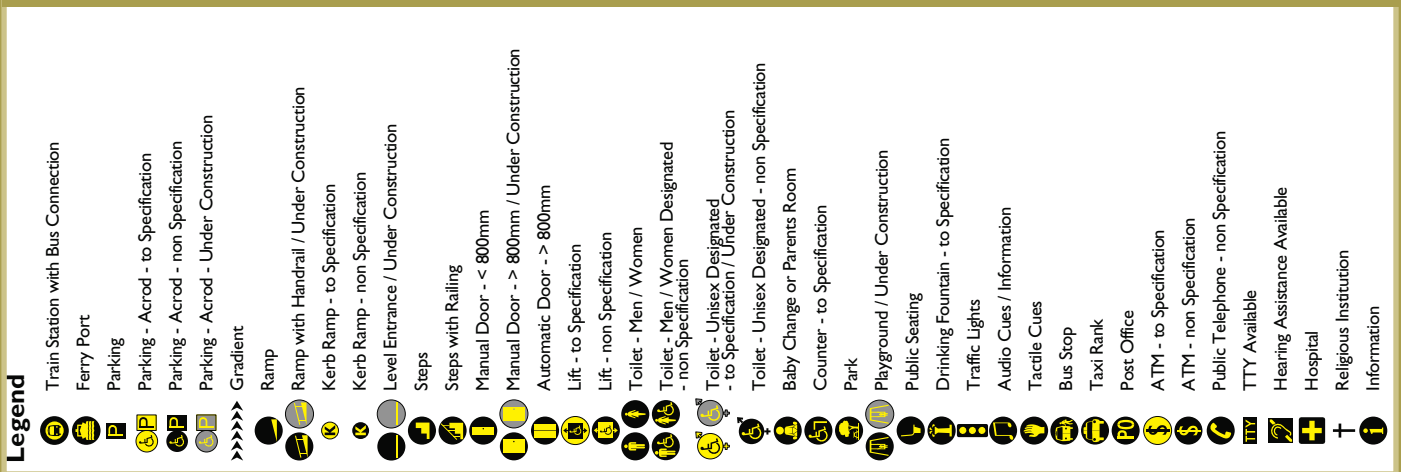 Legend
Train Station with Bus Connection
Ferry Port
P Parking
P Parking - Acrod - to Specification
P Parking - Acrod - non Specification
P Parking - Acrod - Under Construction
Gradient
Ramp
Ramp with Handrail / Under Construction
K Kerb Ramp - to Specification
K Kerb Ramp - non Specification
Level Entrance / Under Construction
Steps
Steps with Railing
Manual Door - < 800mm
Manual Door - > 800mm / Under Construction
Automatic Door - > 800mm
Lift - to Specification
Lift - non Specification
Toilet - Men / Women
Toilet - Men / Women Designated
- non Specification
Toilet - Unisex Designated
- to Specification / Under Construction
Toilet - Unisex Designated - non Specification
Baby Change or Parents Room
Counter - to Specification
Park
Playground / Under Construction
Public Seating
Drinking Fountain - to Specification
Traffic Lights
Audio Cues / Information
Tactile Cues
Bus Stop
Taxi Rank
PO Post Office
$ ATM - to Specification
$ ATM - non Specification
Public Telephone - non Specification
TTY TTY Available
Hearing Assistance Available
Hospital
Religious Institution
i Information